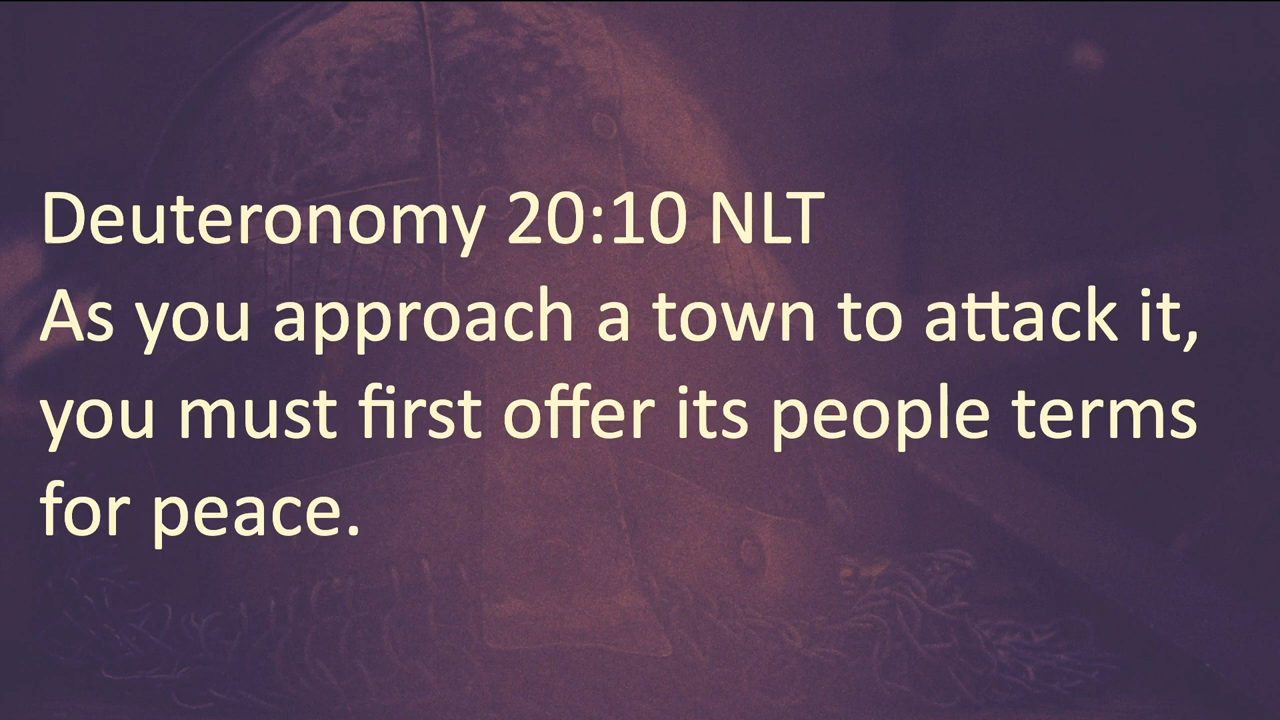 Deuteronomy 20:10 NLT
As you approach a town to attack it,
you must first offer its people terms
for peace.